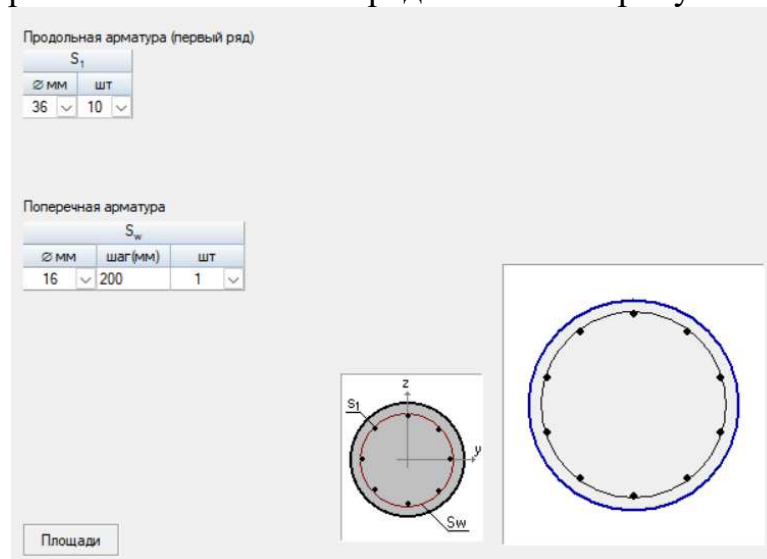 Продольная арматура (первый ряд)
S₁
∅ мм шт
36 10
Поперечная арматура
Sw
∅ мм шаг(мм) шт
16 200 1
z
S1
y
Sw
Площади